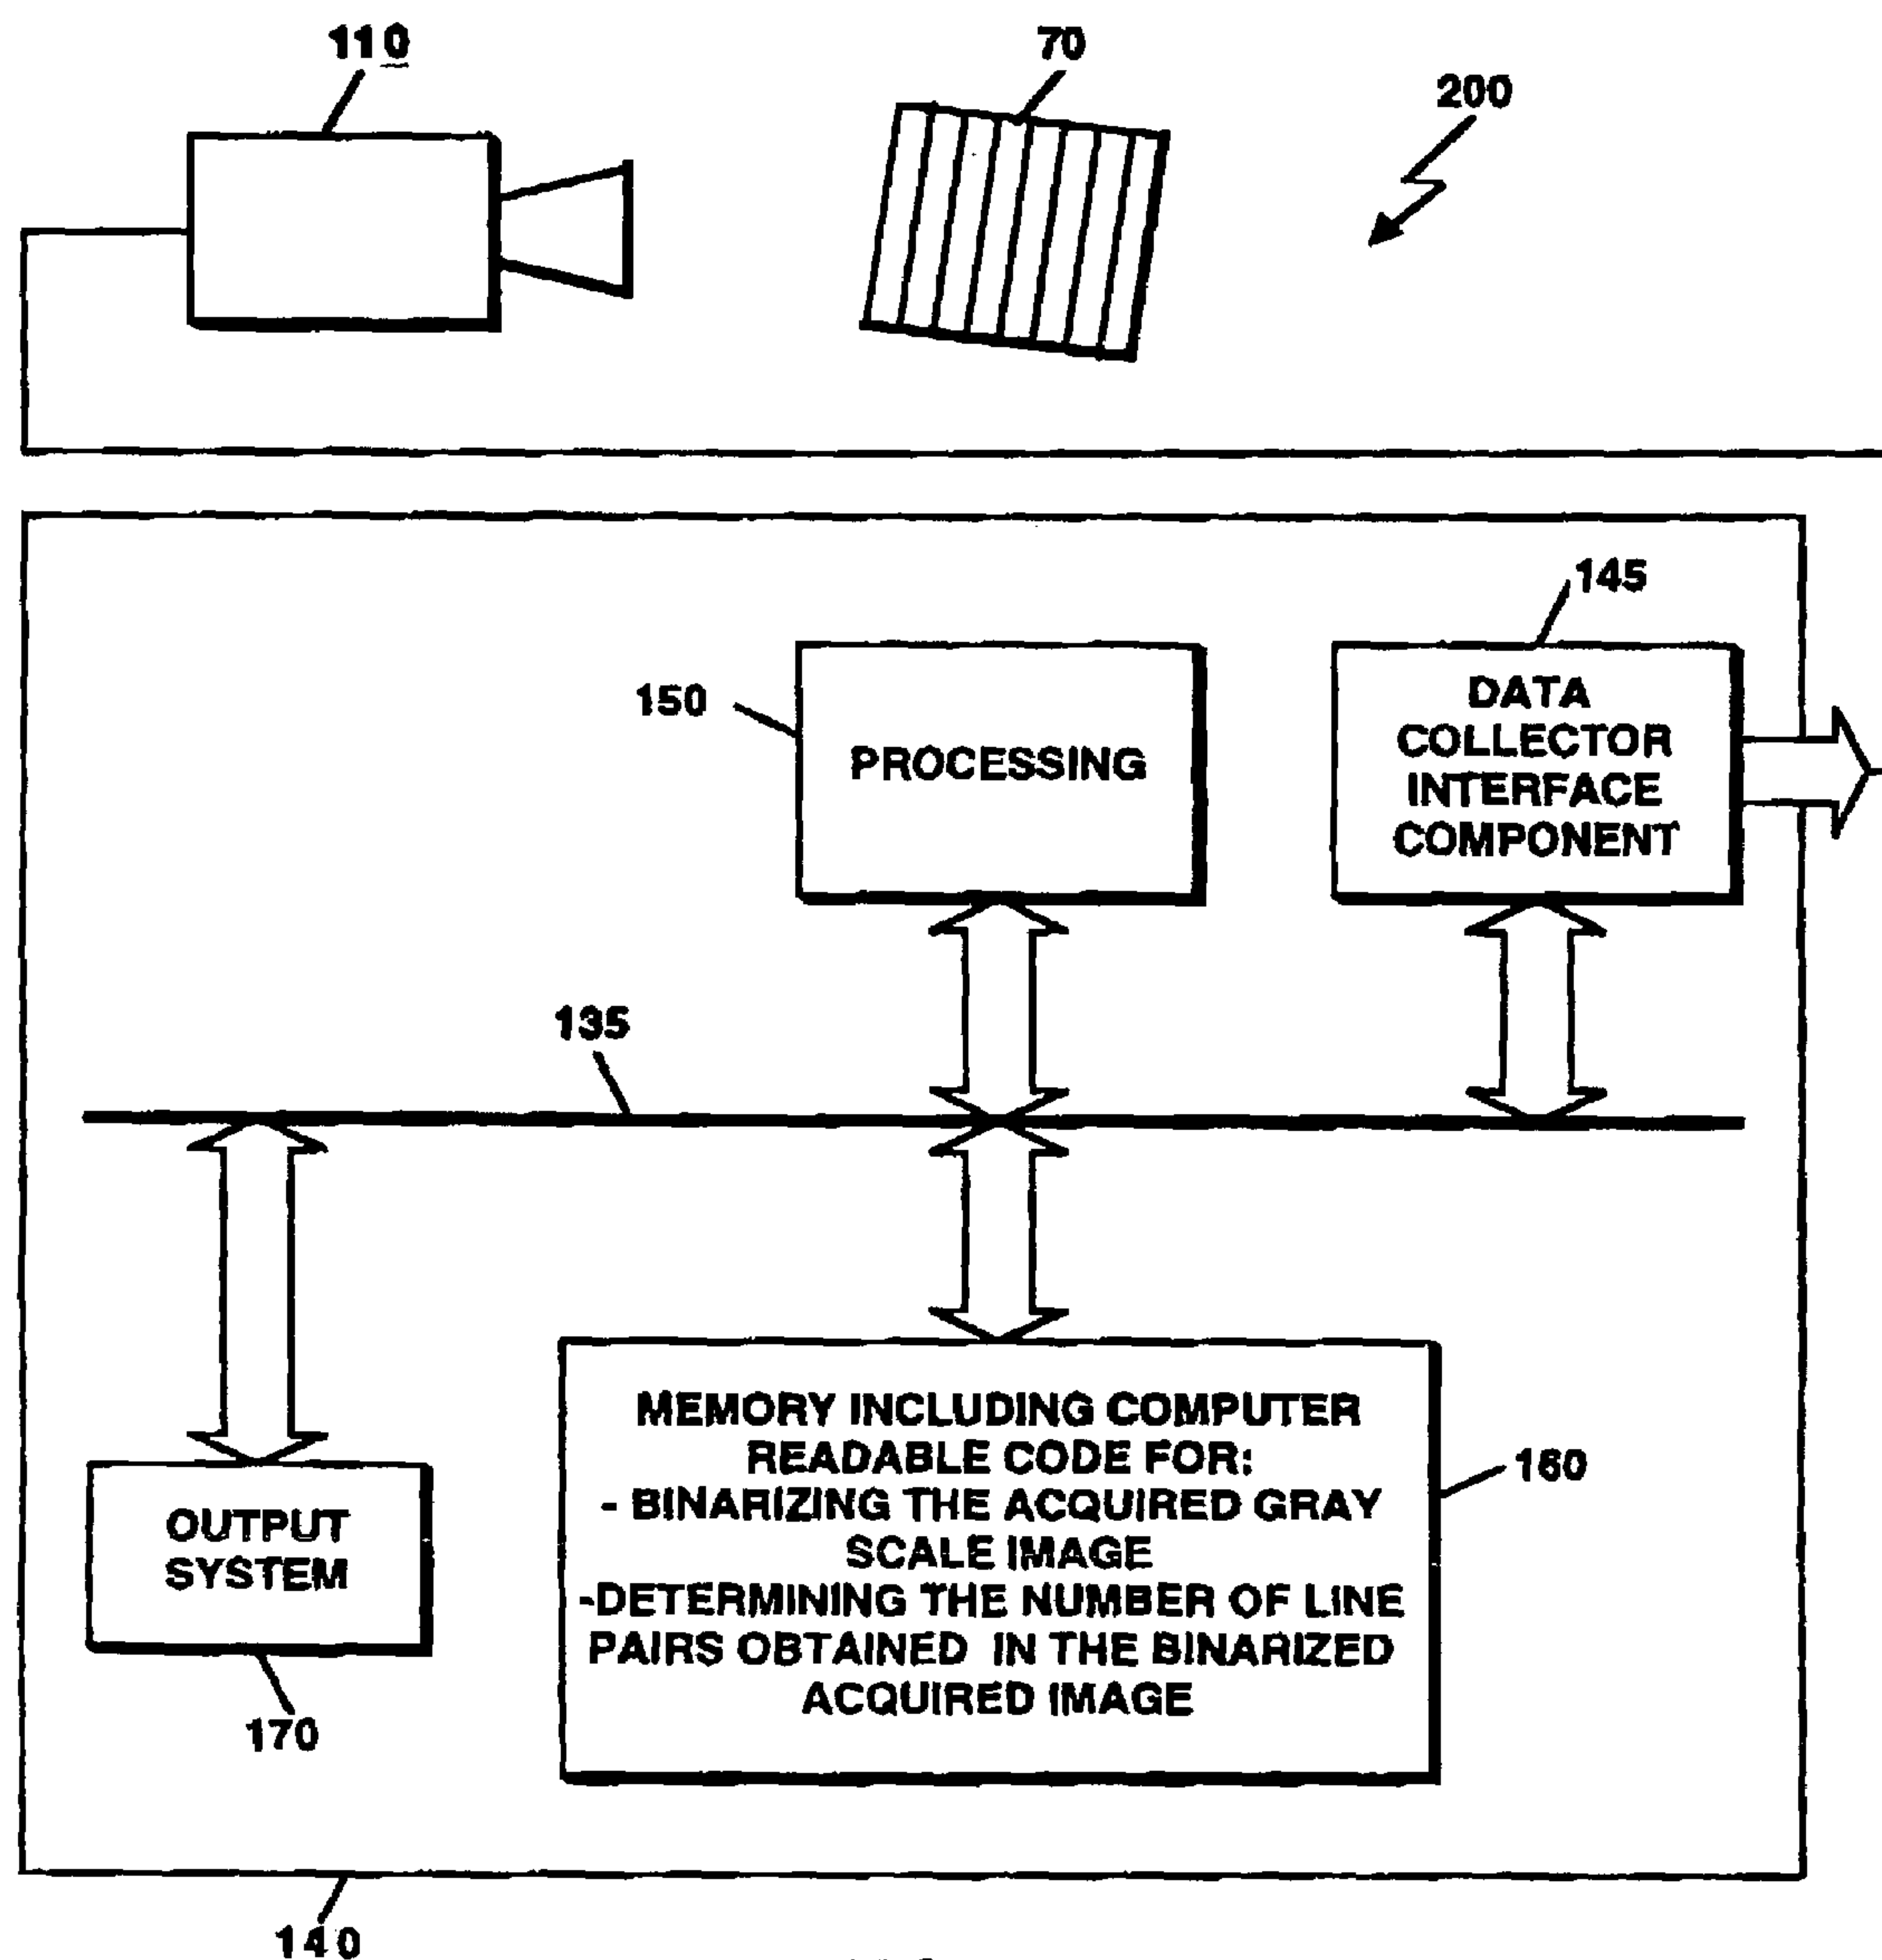 110
70
200
145
150
PROCESSING
DATA
COLLECTOR
INTERFACE
COMPONENT
135
MEMORY INCLUDING COMPUTER
READABLE CODE FOR:
- BINARIZING THE ACQUIRED GRAY
SCALE IMAGE
-DETERMINING THE NUMBER OF LINE
PAIRS OBTAINED IN THE BINARIZED
ACQUIRED IMAGE
160
OUTPUT
SYSTEM
170
140